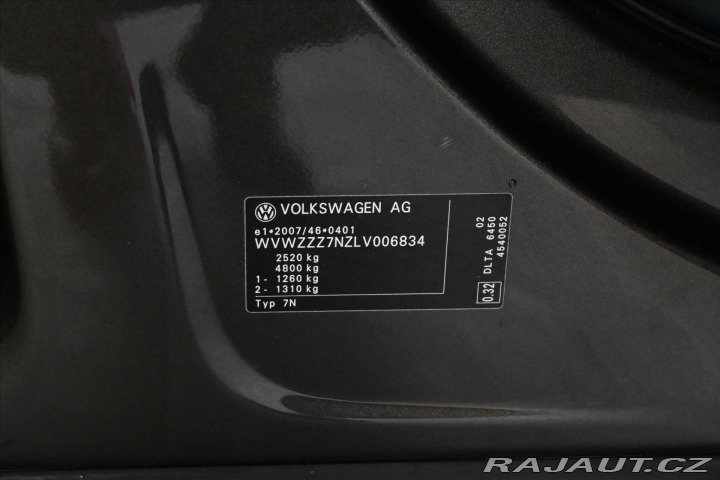 VOLKSWAGEN AG
e1*2007/46*0401
WVWZZZ7NZLV006834
2520 kg
4800 kg
1- 1260 kg
2- 1310 kg
Typ 7N
02
DLTA 6450
4540052
0.32
RAJAUT.CZ